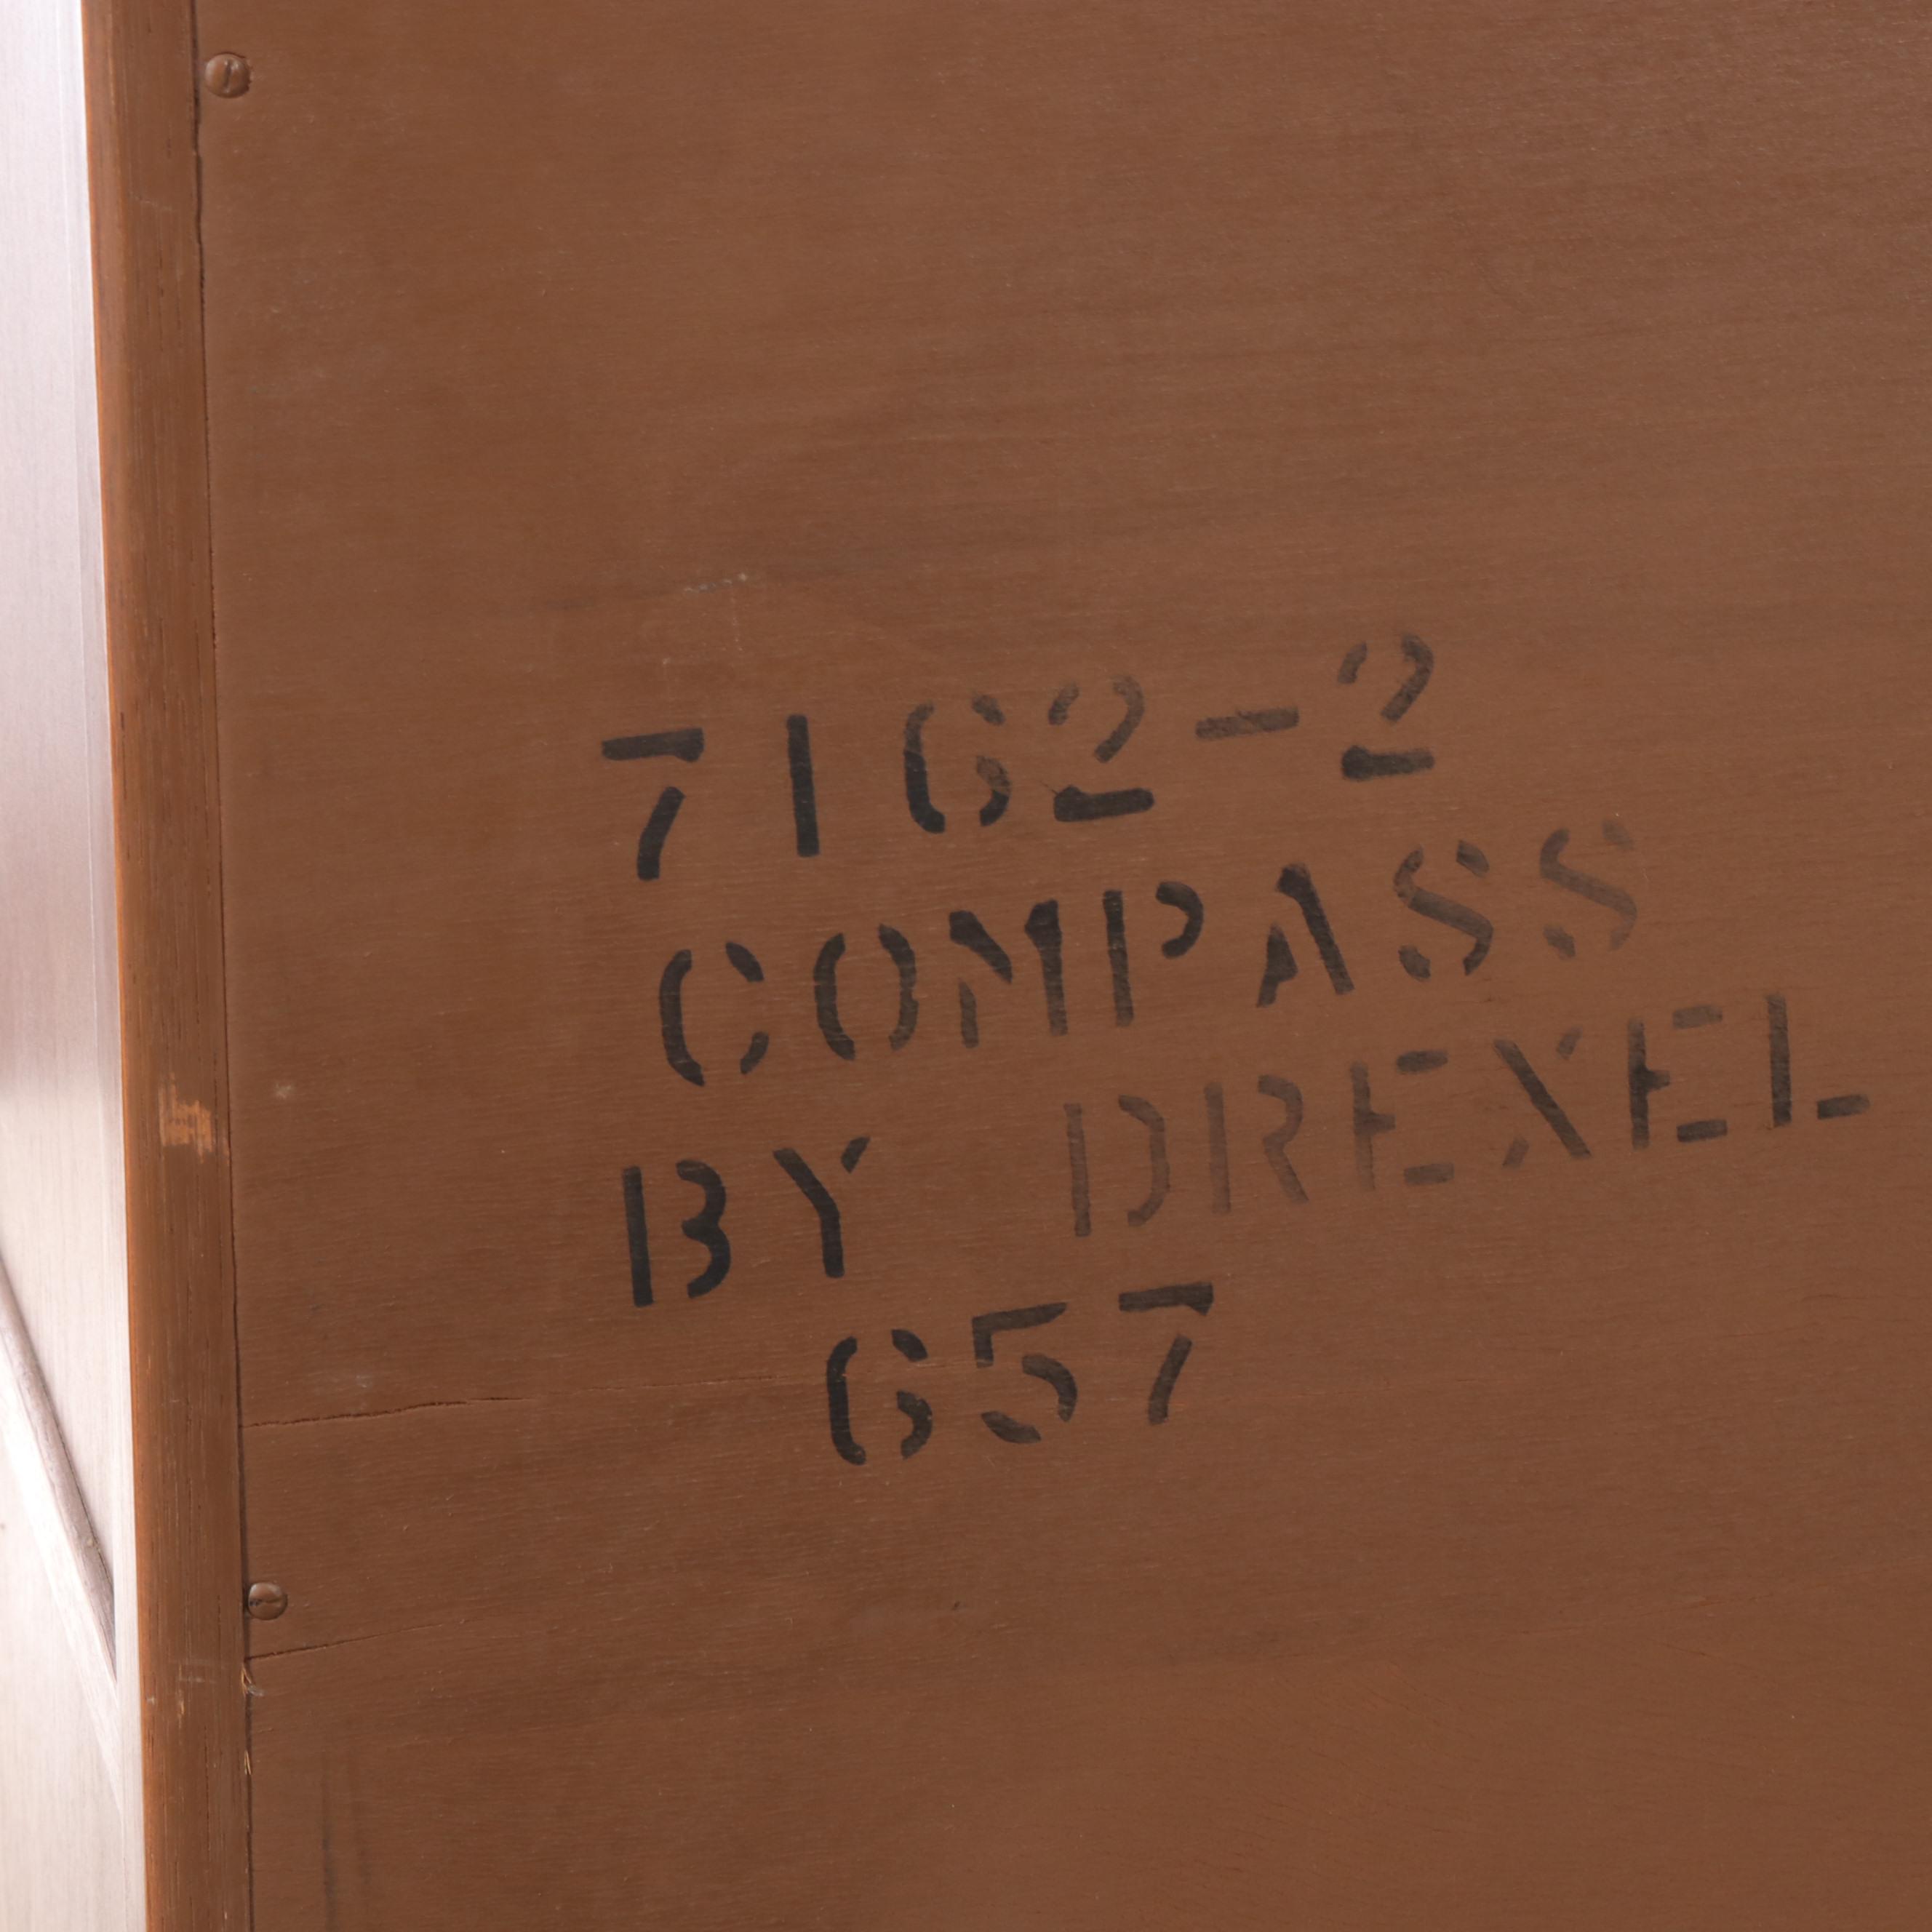 7162-2
COMPASS
BY DREXEL
657